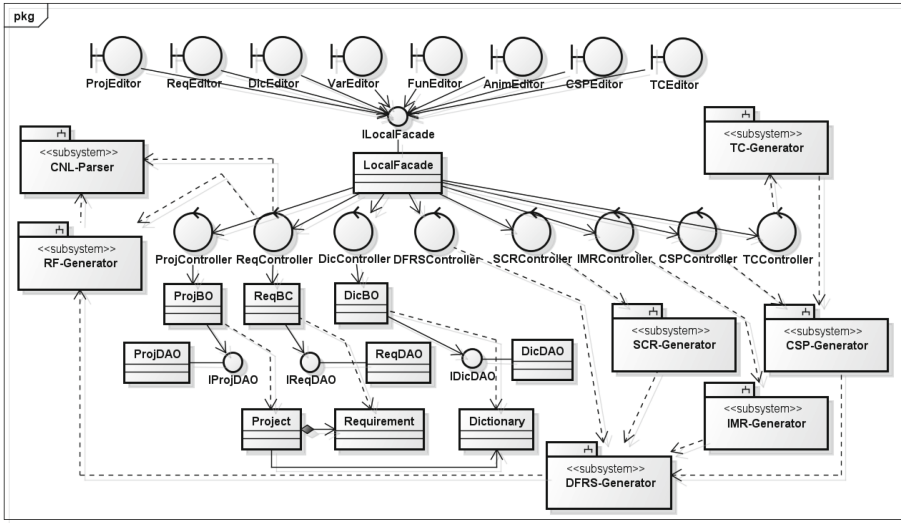 pkg
ProjEditor ReqEditor DicEditor VarEditor FunEditor AnimEditor CSPEditor TCEditor
ILocalFacade
LocalFacade
<<subsystem>>
CNL-Parser
<<subsystem>>
TC-Generator
<<subsystem>>
RF-Generator
ProjController ReqController DicController DFRSController SCRController IMRController CSPController TCController
ProjBO ReqBC DicBO
<<subsystem>>
SCR-Generator
<<subsystem>>
CSP-Generator
ProjDAO IProjDAO IReqDAO ReqDAO IDicDAO DicDAO
<<subsystem>>
IMR-Generator
Project Requirement Dictionary
<<subsystem>>
DFRS-Generator